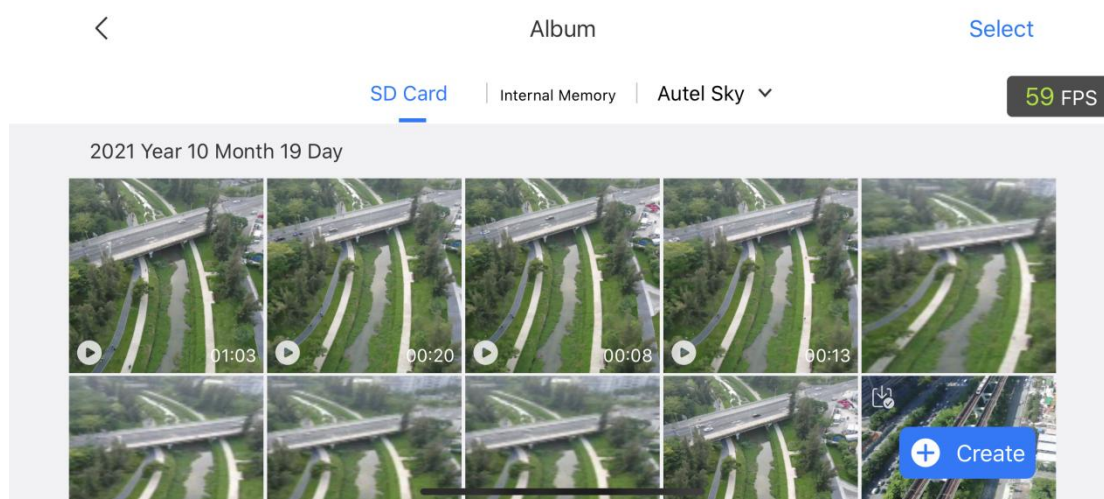 Album
Select
SD Card
Internal Memory
Autel Sky
59 FPS
2021 Year 10 Month 19 Day
01:03
00:20
00:08
00:13
Create